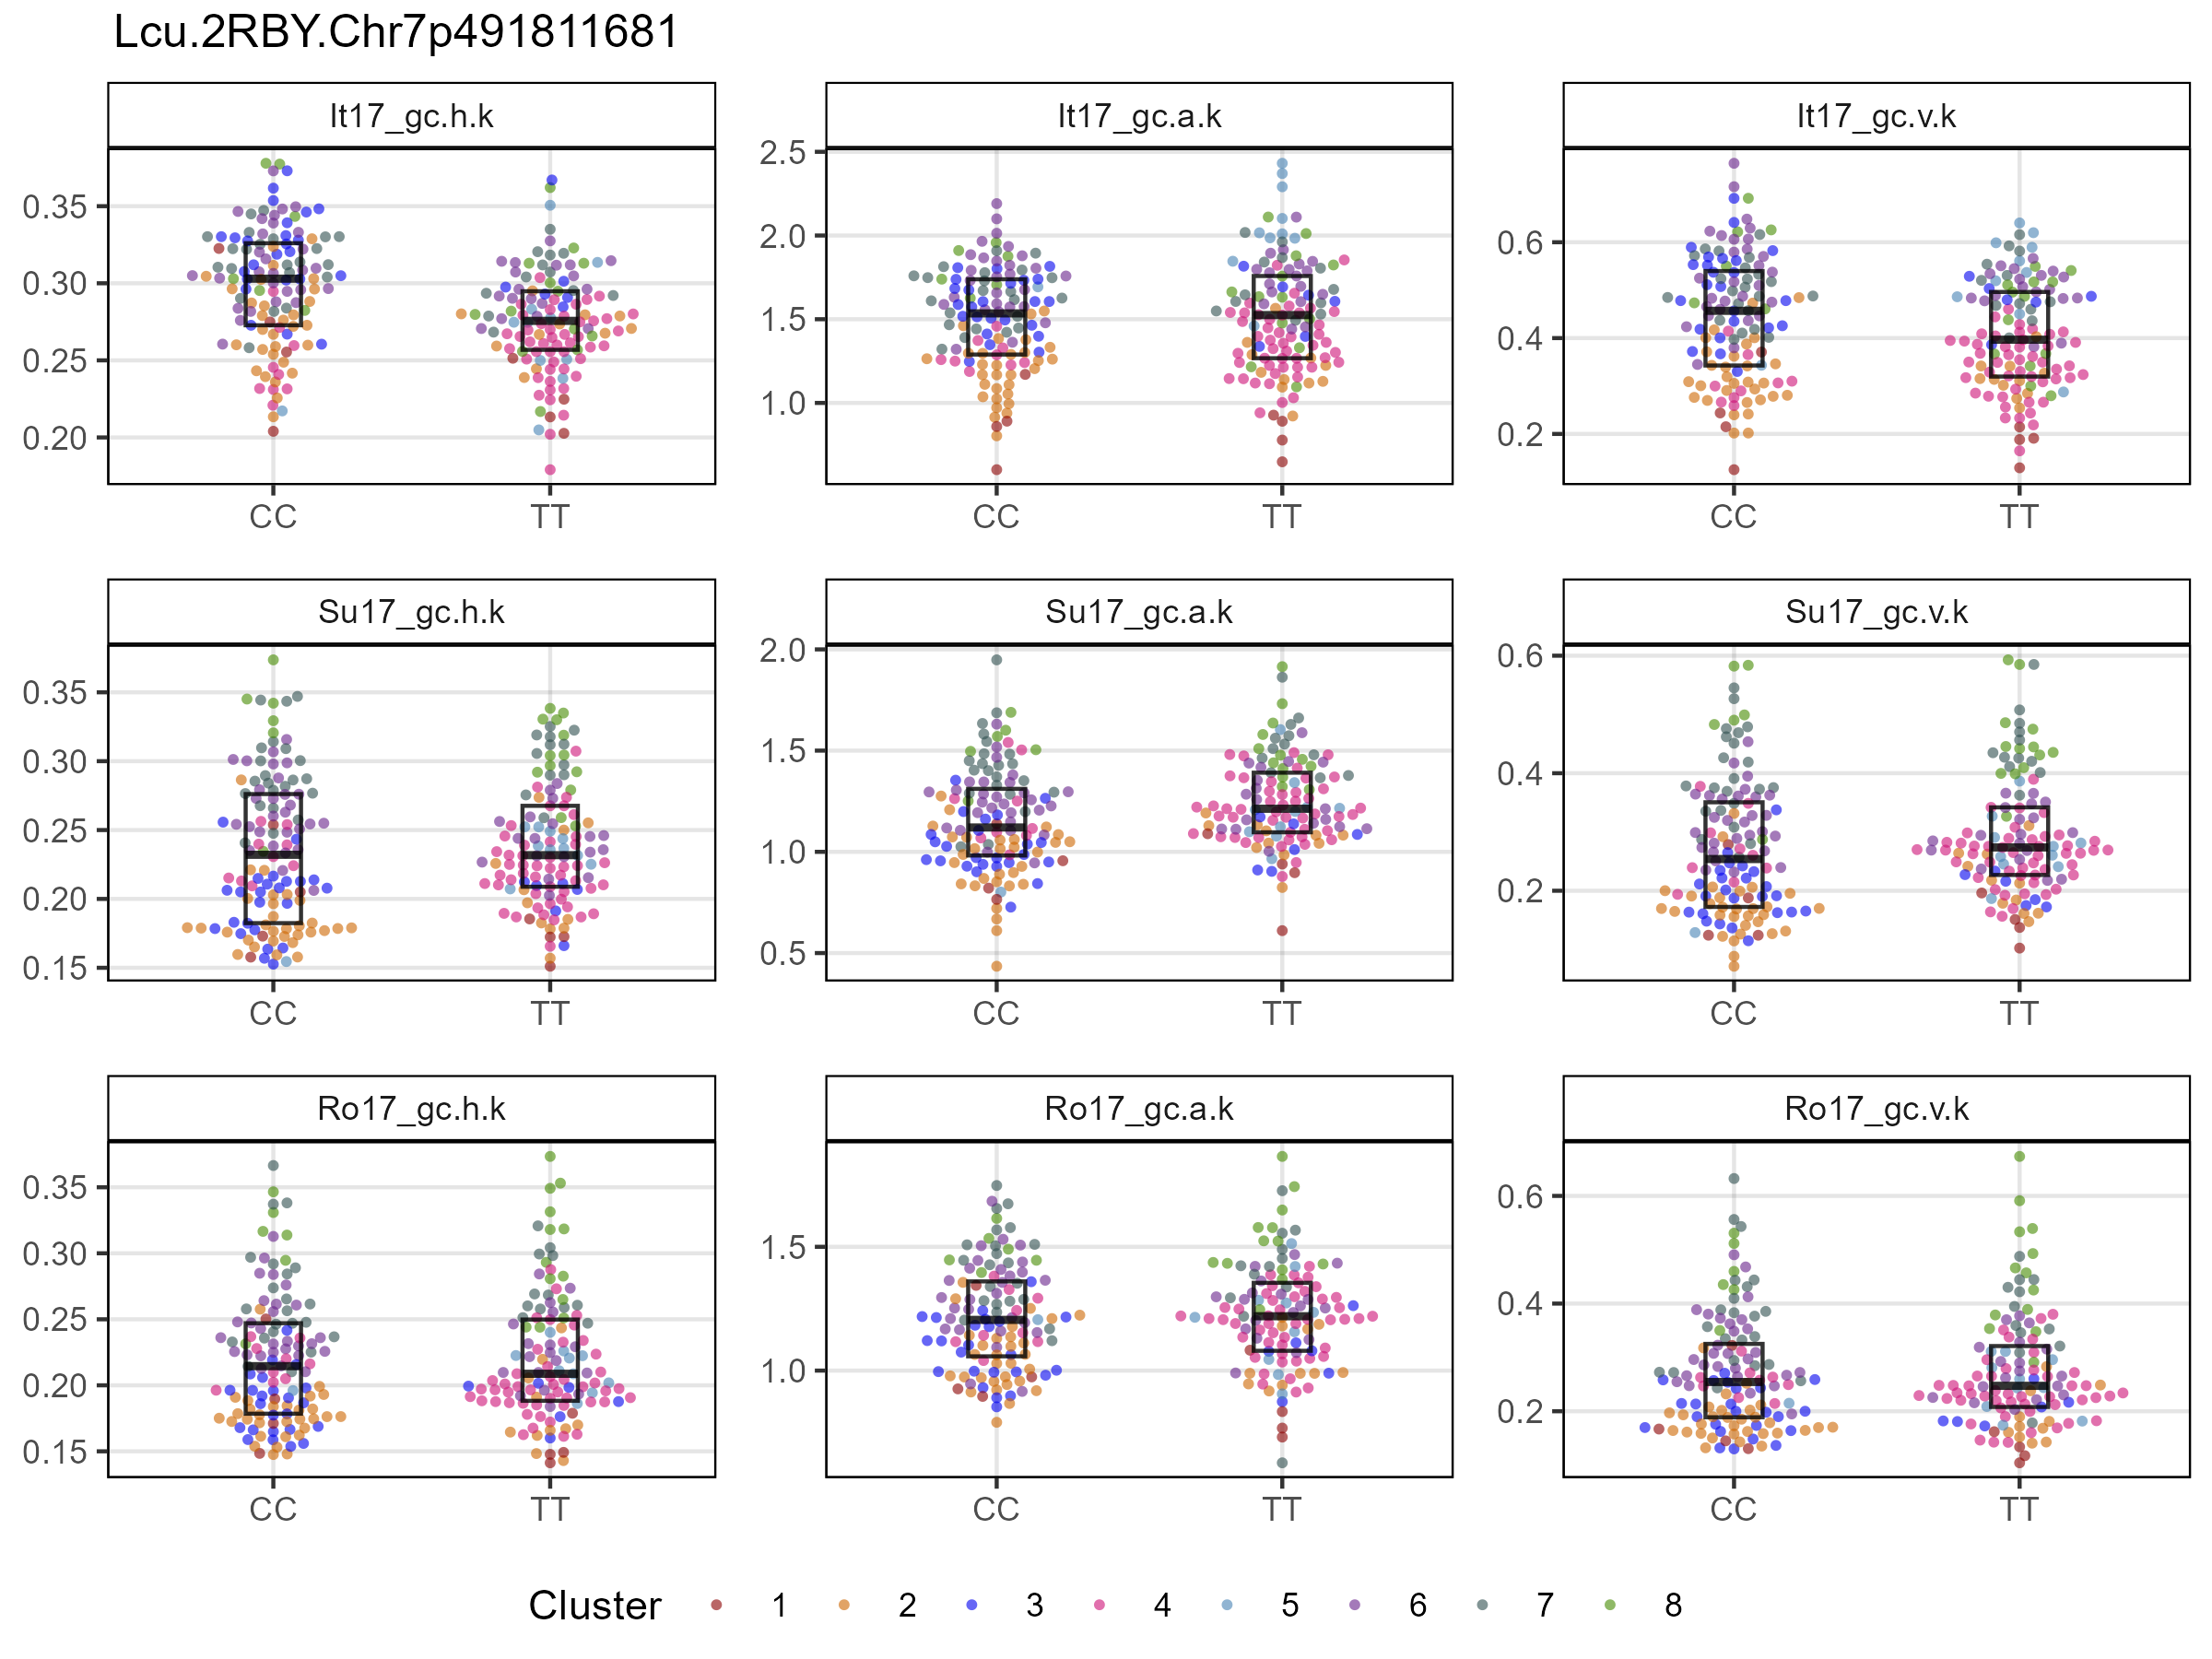 Lcu.2RBY.Chr7p491811681
It17_gc.h.k
It17_gc.a.k
It17_gc.v.k
0.35
0.30
0.25
0.20
CC TT
2.5
2.0
1.5
1.0
CC TT
0.6
0.4
0.2
CC TT
Su17_gc.h.k
Su17_gc.a.k
Su17_gc.v.k
0.35
0.30
0.25
0.20
0.15
CC TT
2.0
1.5
1.0
0.5
CC TT
0.6
0.4
0.2
CC TT
Ro17_gc.h.k
Ro17_gc.a.k
Ro17_gc.v.k
0.35
0.30
0.25
0.20
0.15
CC TT
1.5
1.0
CC TT
0.6
0.4
0.2
CC TT
Cluster 1 2 3 4 5 6 7 8